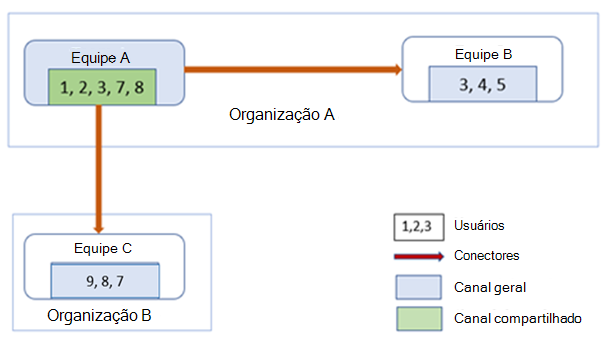 Equipe A
1, 2, 3, 7, 8
Equipe B
3, 4, 5
Organização A
Equipe C
9, 8, 7
Organização B
1,2,3 Usuários
Conectores
Canal geral
Canal compartilhado